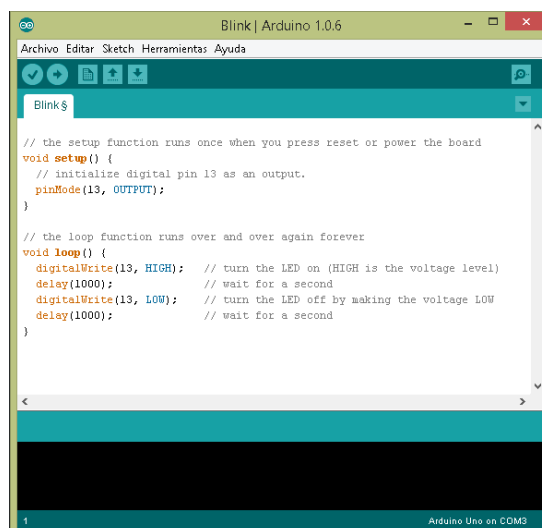 Blink | Arduino 1.0.6
Archivo Editar Sketch Herramientas Ayuda
Blink §
// the setup function runs once when you press reset or power the board
void setup() {
  // initialize digital pin 13 as an output.
  pinMode(13, OUTPUT);
}
// the loop function runs over and over again forever
void loop() {
  digitalWrite(13, HIGH);   // turn the LED on (HIGH is the voltage level)
  delay(1000);              // wait for a second
  digitalWrite(13, LOW);    // turn the LED off by making the voltage LOW
  delay(1000);              // wait for a second
}
1
Arduino Uno on COM3